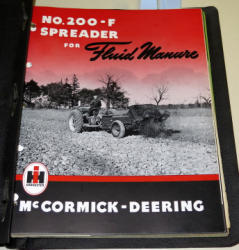 NO. 200-F
SPREADER
FOR Fluid Manure
IH
HARVESTER
McCORMICK-DEERING